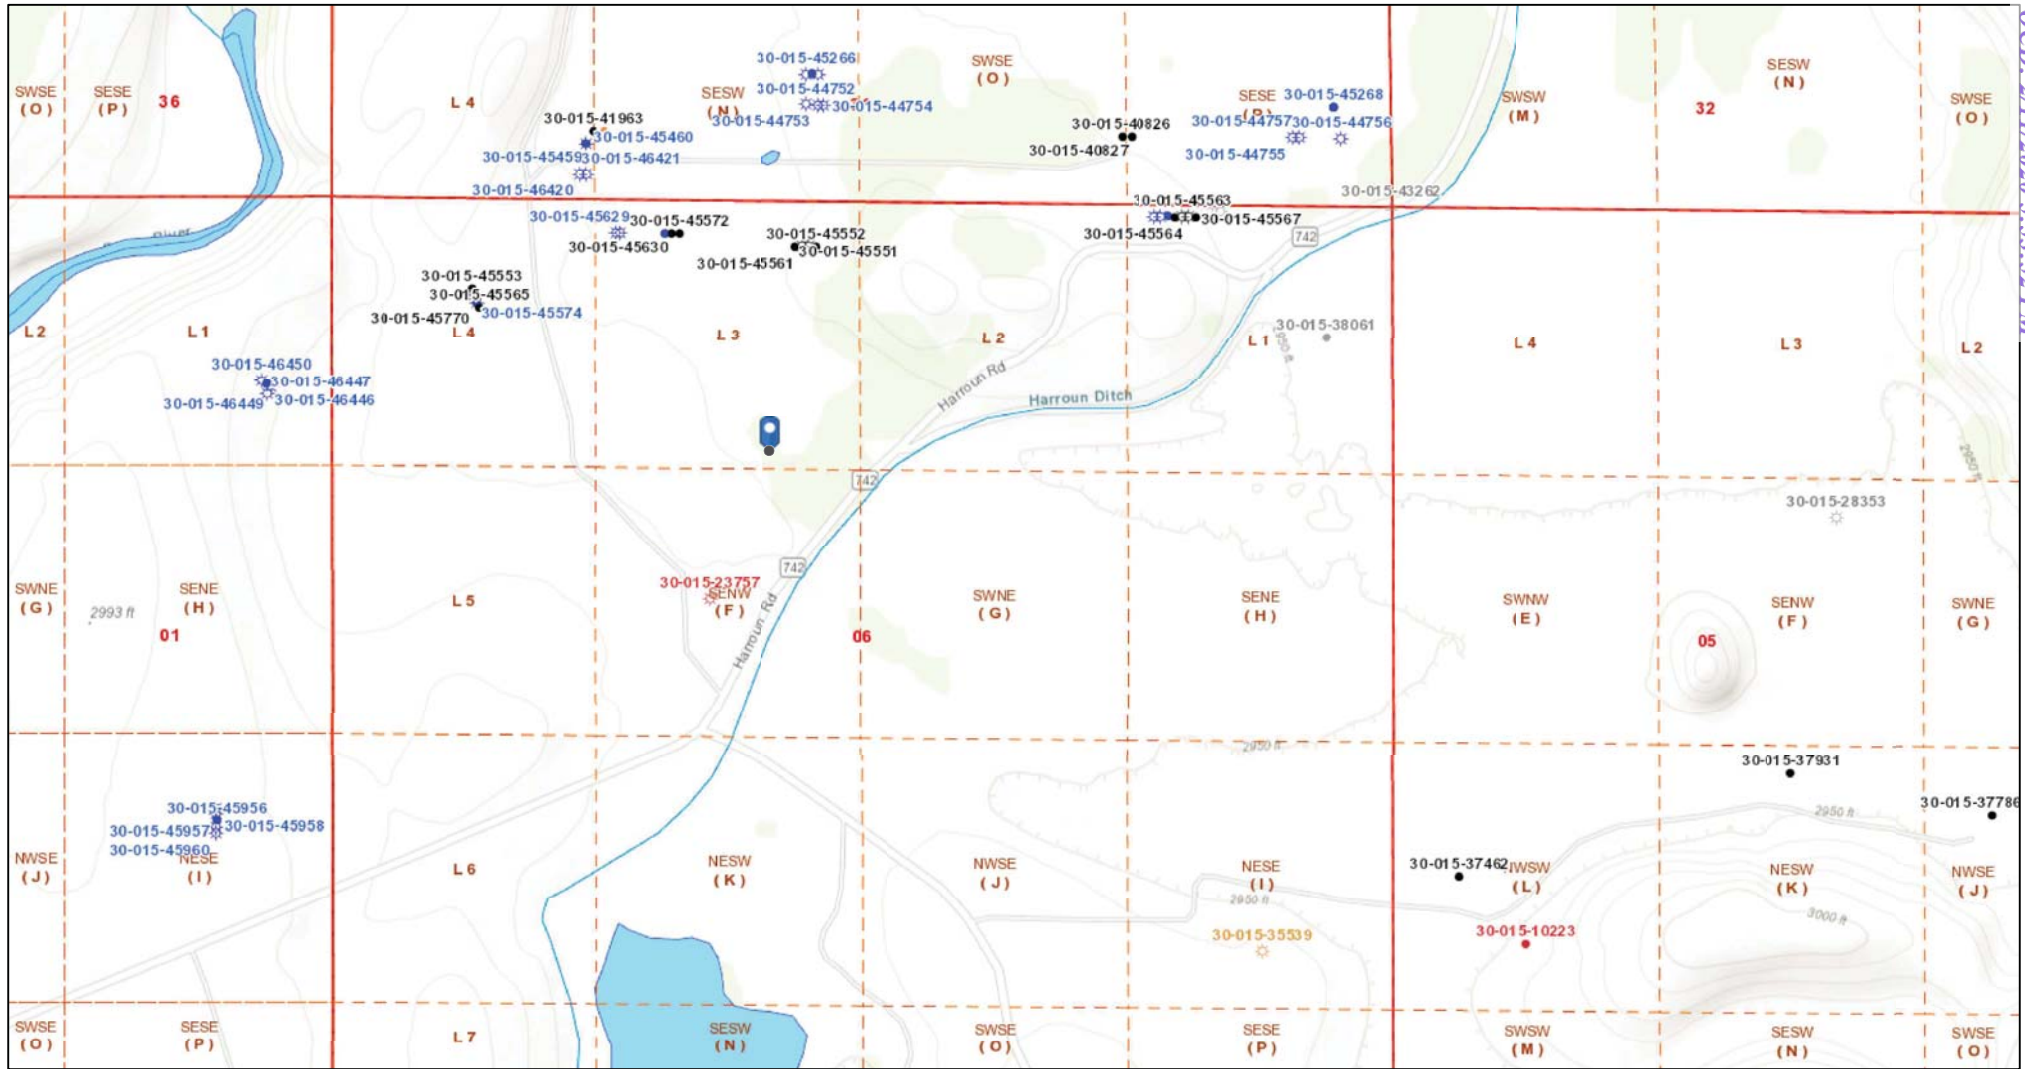 30-015-45266
SWSE
(O)
SESW
(N)
SWSE
(O)
SESE
(P)
36
L 4
SESW
(N)
30-015-44752
30-015-44754
30-015-44753
SESE
30-015-45268
SWSW
(M)
32
SWSE
(O)
30-015-41963
30-015-45460
30-015-45459
30-015-46421
30-015-46420
30-015-40826
30-015-40827
30-015-44757
30-015-44756
30-015-44755
30-015-43262
30-015-45629
30-015-45572
30-015-45630
30-015-45552
30-015-45551
30-015-45561
30-015-45563
30-015-45567
30-015-45564
742
30-015-45553
30-015-45565
30-015-45574
30-015-45770
L 2
L 1
L 4
L 3
L 2
L 1
30-015-38061
2950 ft
L 4
L 3
L 2
30-015-46450
30-015-46447
30-015-46446
30-015-46449
Harroun Rd
Harroun Ditch
742
2950 ft
30-015-28353
742
30-015-23757
SWNE
(G)
2993 ft
SENE
(H)
01
L 5
SENW
(F)
Harroun Rd
06
SWNE
(G)
SENE
(H)
SWNW
(E)
05
SENW
(F)
SWNE
(G)
2950 ft
30-015-37931
30-015-37786
2950 ft
30-015-45956
30-015-45958
30-015-45957
30-015-45960
NWSE
(J)
NESE
(I)
L 6
NESW
(K)
NWSE
(J)
NESE
(I)
2950 ft
30-015-37462
NWSW
(L)
NESW
(K)
NWSE
(J)
3000 ft
30-015-35539
30-015-10223
SWSE
(O)
SESE
(P)
L 7
SESW
(N)
SWSE
(O)
SESE
(P)
SWSW
(M)
SESW
(N)
SWSE
(O)